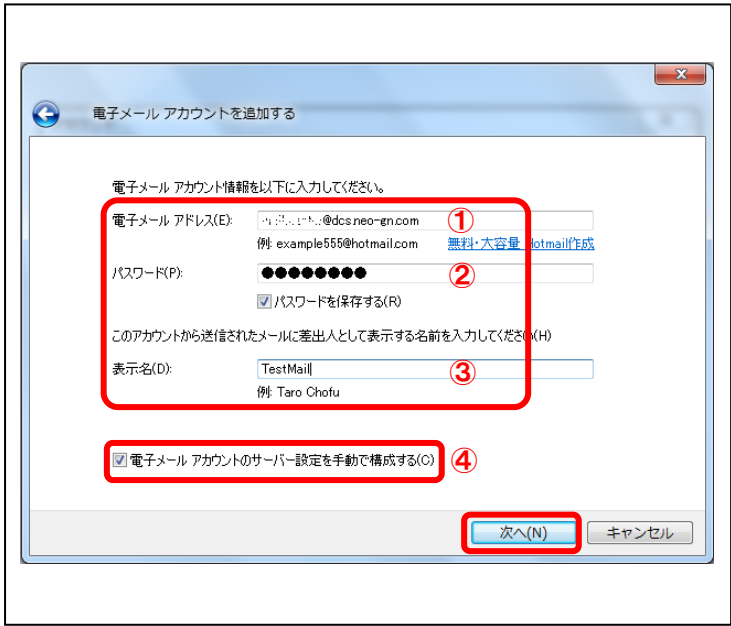 電子メール アカウントを追加する
電子メール アカウント情報を以下に入力してください。
電子メール アドレス(E): @dcs.neo-gn.com ①
例: example555@hotmail.com 無料・大容量 Hotmail作成
パスワード(P): ●●●●●●●● ②
パスワードを保存する(R)
このアカウントから送信されたメールに差出人として表示する名前を入力してください(H)
表示名(D): TestMail ③
例: Taro Chofu
電子メール アカウントのサーバー設定を手動で構成する(C) ④
次へ(N) キャンセル